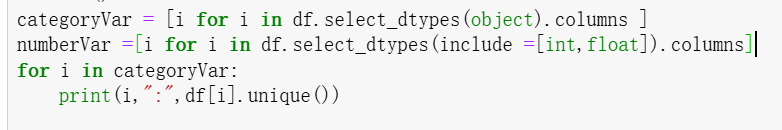 categoryVar = [i for i in df.select_dtypes(object).columns ]
numberVar =[i for i in df.select_dtypes(include =[int,float]).columns]
for i in categoryVar:
    print(i,":",df[i].unique())